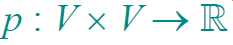 p : V × V → ℝ